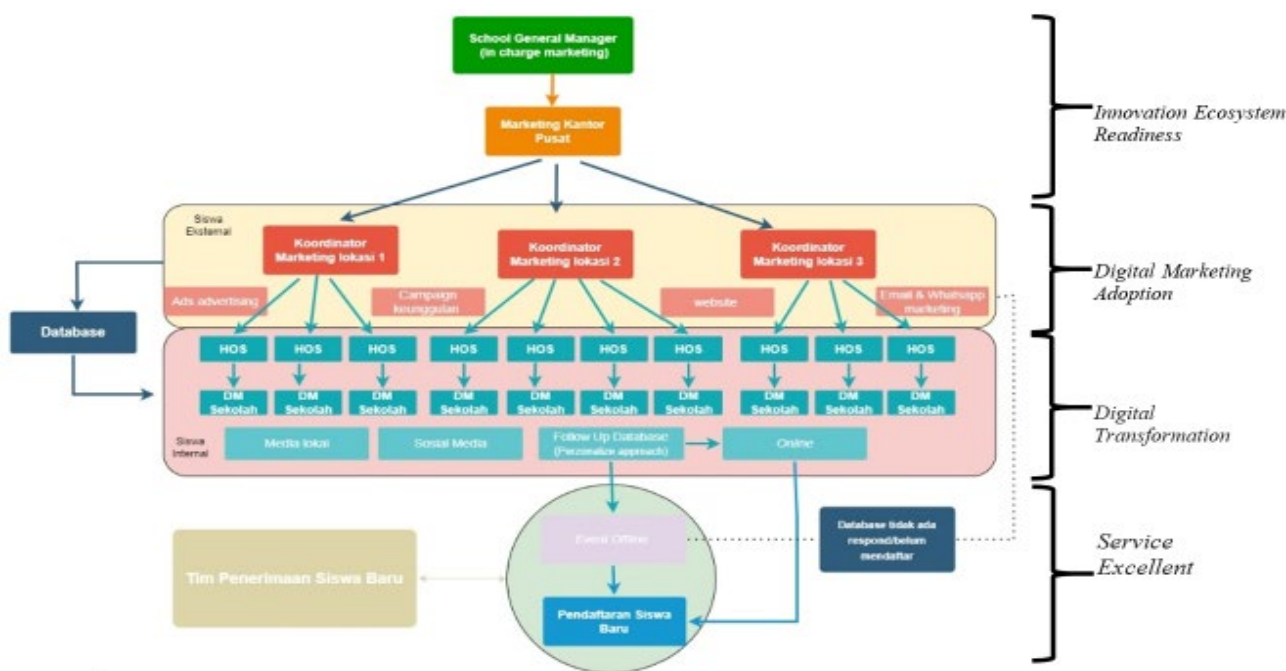 School General Manager
(in charge marketing)
Marketing Kantor
Pusat
Innovation Ecosystem
Readiness
Siswa
Eksternal
Koordinator
Marketing lokasi 1
Koordinator
Marketing lokasi 2
Koordinator
Marketing lokasi 3
Ads advertising
Campaign
keunggulan
website
Email & Whatsapp
marketing
Digital Marketing
Adoption
Database
HOS
HOS
HOS
HOS
HOS
HOS
HOS
HOS
HOS
HOS
DM
Sekolah
DM
Sekolah
DM
Sekolah
DM
Sekolah
DM
Sekolah
DM
Sekolah
DM
Sekolah
DM
Sekolah
DM
Sekolah
DM
Sekolah
Siswa
Internal
Media lokal
Sosial Media
Follow Up Database
(Perzonalize approach)
Online
Digital
Transformation
Event Offline
Database tidak ada
respond/belum
mendaftar
Tim Penerimaan Siswa Baru
Pendaftaran Siswa
Baru
Service
Excellent